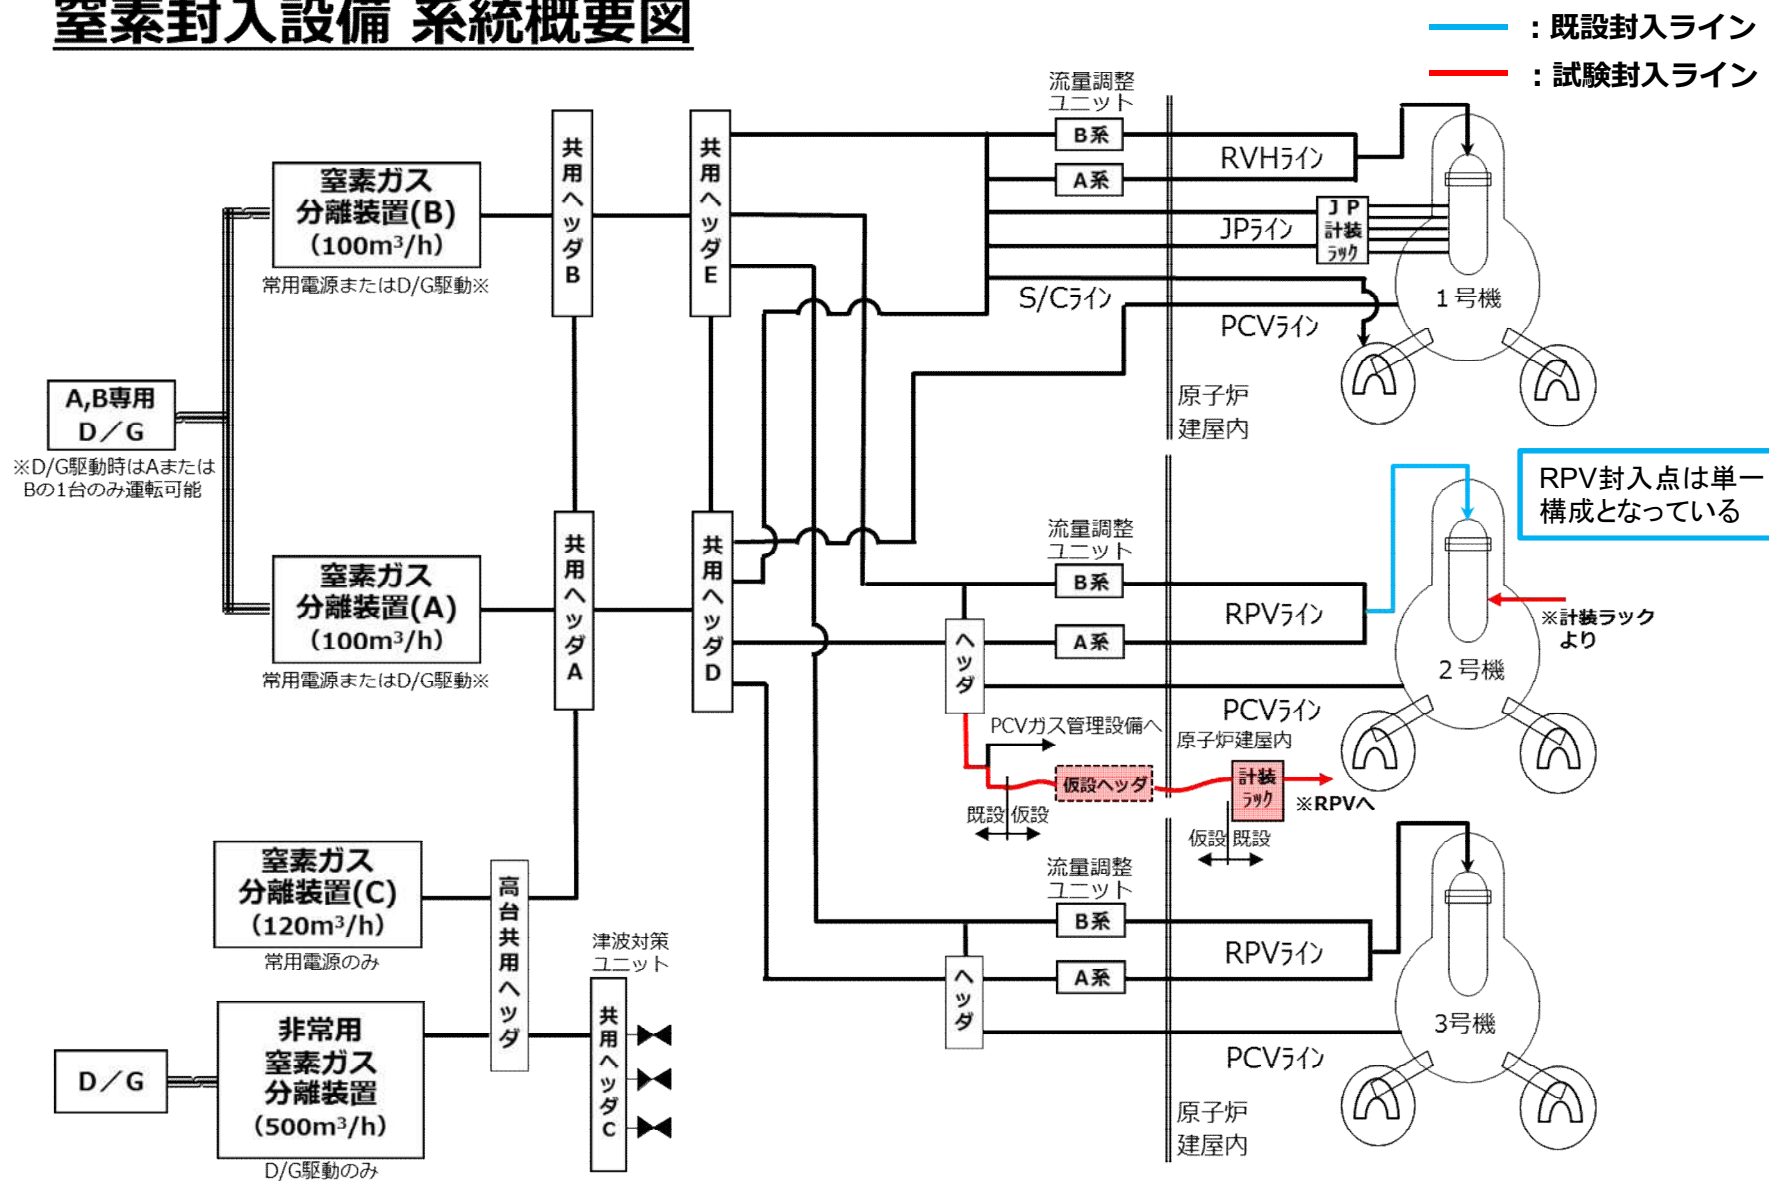 窒素封入設備 系統概要図
：既設封入ライン
：試験封入ライン
流量調整
ユニット
B系
A系
RVHライン
JPライン
ＪＰ
計装
ラック
S/Cライン
PCVライン
１号機
原子炉
建屋内
共用ヘッダB
共用ヘッダE
窒素ガス
分離装置(B)
（100m³/h）
常用電源またはD/G駆動※
A,B専用
D／G
※D/G駆動時はAまたは
Bの1台のみ運転可能
窒素ガス
分離装置(A)
（100m³/h）
常用電源またはD/G駆動※
共用ヘッダA
共用ヘッダD
流量調整
ユニット
B系
A系
ヘッダ
RPVライン
PCVライン
RPV封入点は単一
構成となっている
※計装ラック
より
２号機
PCVガス管理設備へ
原子炉建屋内
仮設ヘッダ
計装
ラック
※RPVへ
既設
仮設
仮設
既設
窒素ガス
分離装置(C)
（120m³/h）
常用電源のみ
高台共用ヘッダ
津波対策
ユニット
共用ヘッダC
D／G
非常用
窒素ガス
分離装置
（500m³/h）
D/G駆動のみ
流量調整
ユニット
B系
A系
ヘッダ
RPVライン
PCVライン
3号機
原子炉
建屋内